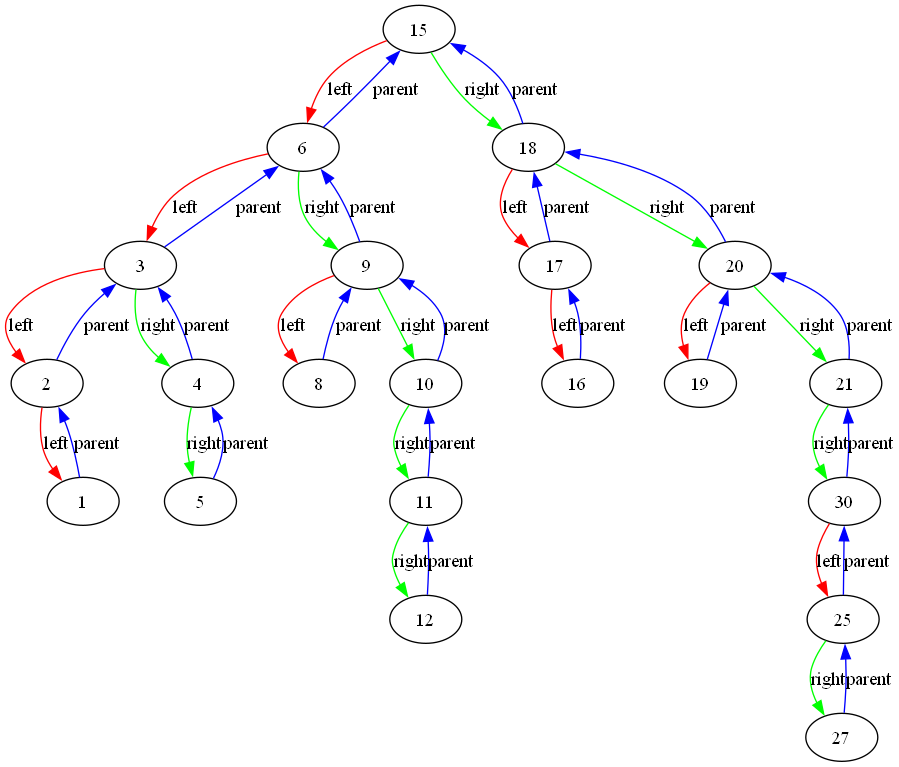 15
left parent right parent
6 18
left parent right parent left parent right parent
3 9 17 20
left parent right parent left parent right parent left parent left parent right parent
2 4 8 10 16 19 21
left parent right parent right parent right parent
1 5 11 30
right parent left parent
12 25
right parent
27